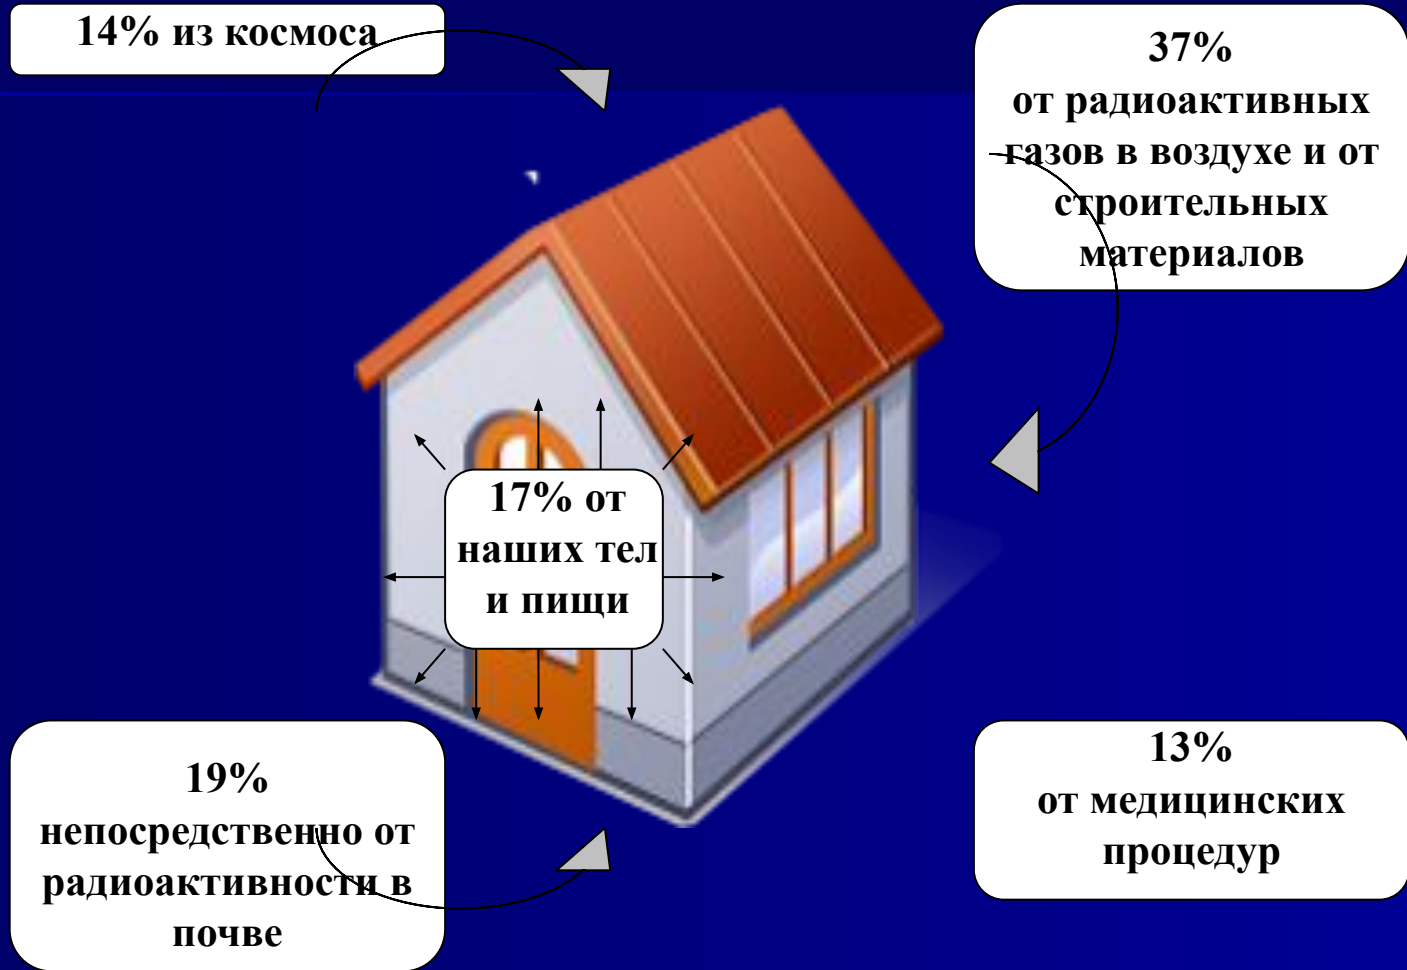 14% из космоса
37%
от радиоактивных
газов в воздухе и от
строительных
материалов
17% от
наших тел
и пищи
19%
непосредственно от
радиоактивности в
почве
13%
от медицинских
процедур